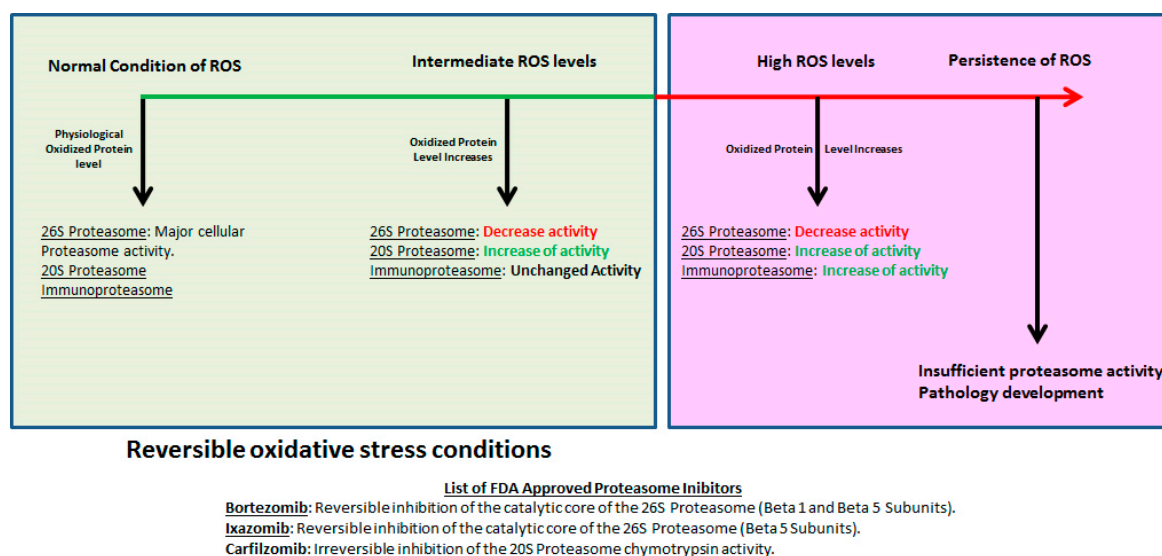 Normal Condition of ROS
Intermediate ROS levels
High ROS levels
Persistence of ROS
Physiological
Oxidized Protein
level
Oxidized Protein
Level Increases
Oxidized Protein Level Increases
26S Proteasome: Major cellular
Proteasome activity.
20S Proteasome
Immunoproteasome
26S Proteasome: Decrease activity
20S Proteasome: Increase of activity
Immunoproteasome: Unchanged Activity
26S Proteasome: Decrease activity
20S Proteasome: Increase of activity
Immunoproteasome: Increase of activity
Insufficient proteasome activity
Pathology development
Reversible oxidative stress conditions
List of FDA Approved Proteasome Inibitors
Bortezomib: Reversible inhibition of the catalytic core of the 26S Proteasome (Beta 1 and Beta 5 Subunits).
Ixazomib: Reversible inhibition of the catalytic core of the 26S Proteasome (Beta 5 Subunits).
Carfilzomib: Irreversible inhibition of the 20S Proteasome chymotrypsin activity.